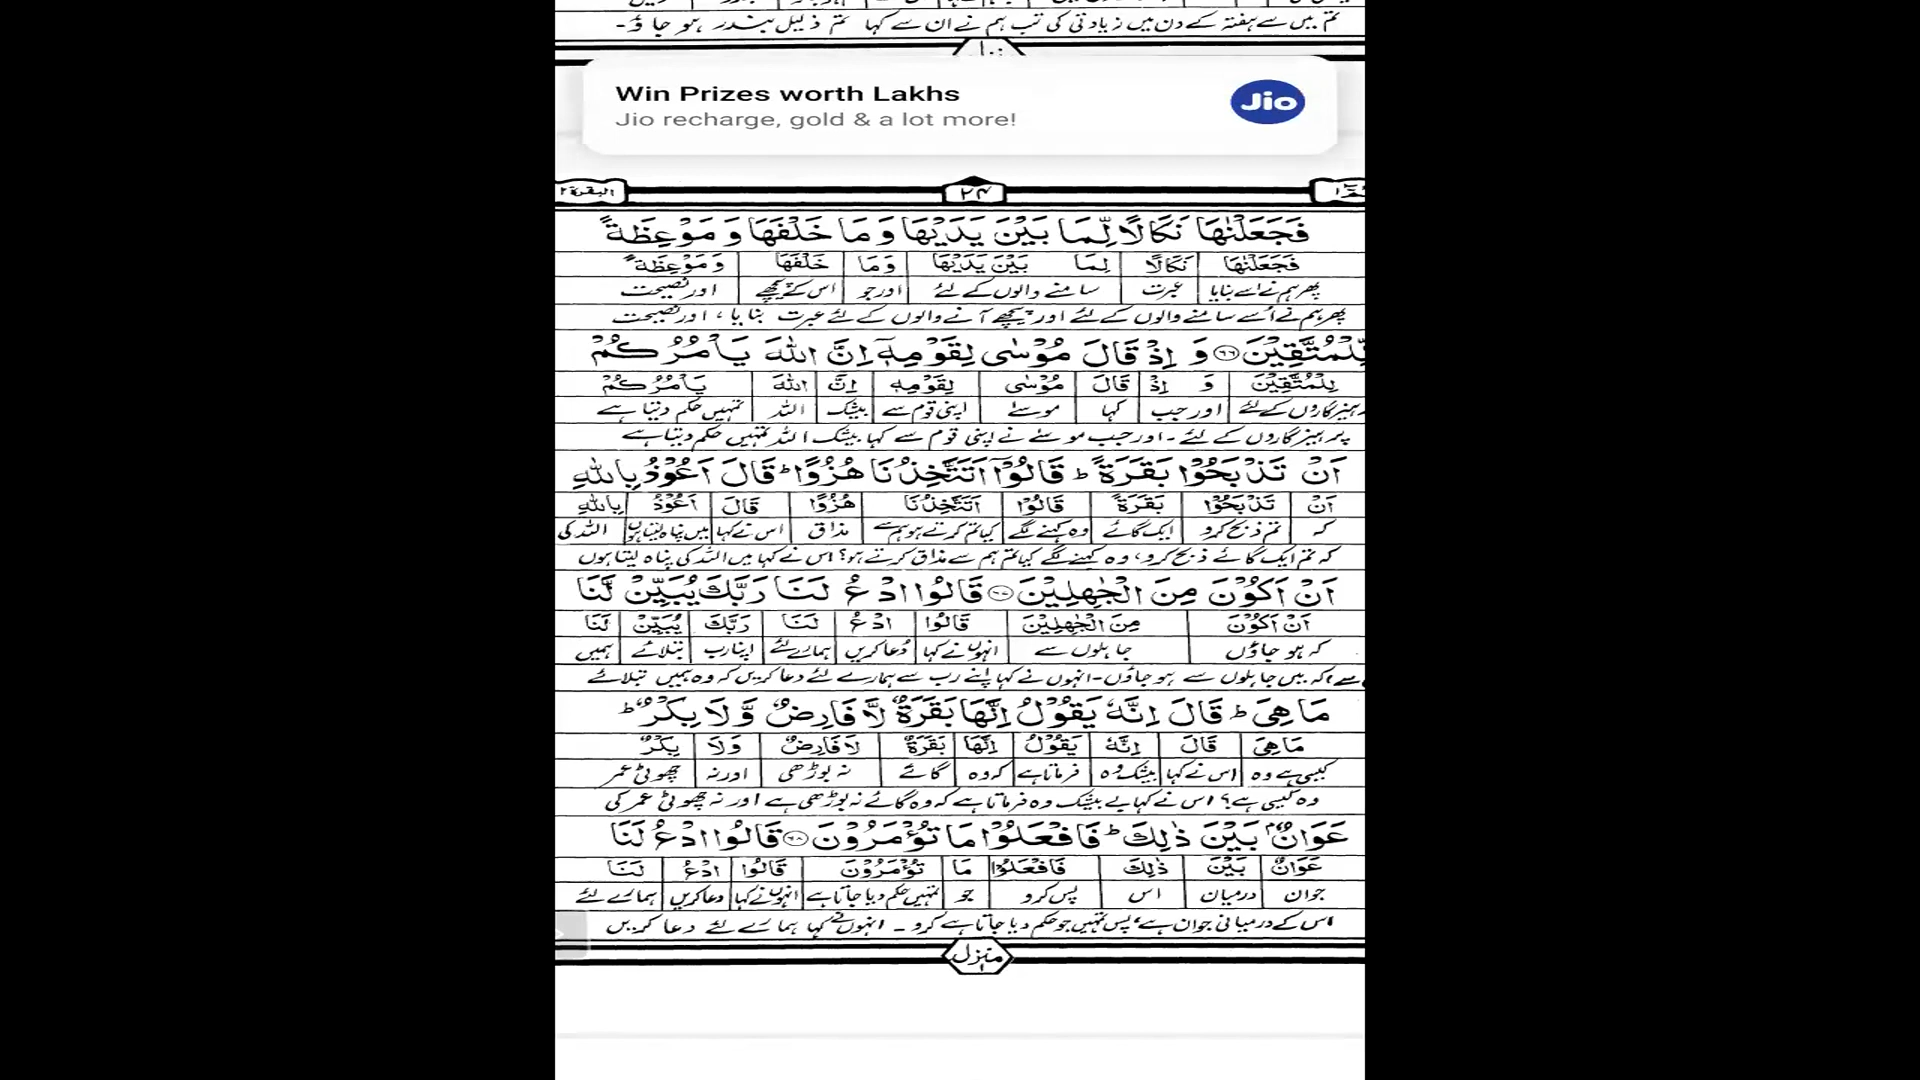 تم میں سے ہفتہ کے دن میں زیادتی کی تب ہم نے ان سے کہا تم ذلیل بندر ہو جاؤ۔
Win Prizes worth Lakhs
Jio recharge, gold & a lot more!
Jio
البقرة ٢
٢٤
فَجَعَلْنٰهَا نَكَالًا لِّمَا بَيْنَ يَدَيْهَا وَمَا خَلْفَهَا وَ مَوْعِظَةً
فَجَعَلْنٰهَا نَكَالًا لِمَا بَيْنَ يَدَيْهَا وَمَا خَلْفَهَا وَمَوْعِظَةً
پھر ہم نے اسے بنایا عبرت سامنے والوں کے لئے اور جو اس کے پیچھے اور نصیحت
پھر ہم نے اُسے سامنے والوں کے لئے اور پیچھے آنے والوں کے لئے عبرت بنایا، اور نصیحت
لِّلْمُتَّقِيْنَ ٦٦ وَ اِذْ قَالَ مُوْسٰى لِقَوْمِهٖٓ اِنَّ اللّٰهَ يَاْمُرُكُمْ
لِلْمُتَّقِيْنَ وَ اِذْ قَالَ مُوْسٰى لِقَوْمِهٖ اِنَّ اللّٰهَ يَاْمُرُكُمْ
پرہیزگاروں کے لئے اور جب کہا موسٰے اپنی قوم سے بیشک اللہ تمہیں حکم دیتا ہے
پرہیزگاروں کے لئے۔ اور جب موسٰے نے اپنی قوم سے کہا بیشک اللہ تمہیں حکم دیتا ہے
اَنْ تَذْبَحُوْا بَقَرَةً ؕ قَالُوْٓا اَتَتَّخِذُنَا هُزُوًا ؕ قَالَ اَعُوْذُ بِاللّٰهِ
اَنْ تَذْبَحُوْا بَقَرَةً قَالُوْا اَتَتَّخِذُنَا هُزُوًا قَالَ اَعُوْذُ بِاللّٰهِ
کہ تم ذبح کرو ایک گائے وہ کہنے لگے کیا تم کرتے ہو ہم سے مذاق اس نے کہا میں پناہ لیتا ہوں اللہ کی
کہ تم ایک گائے ذبح کرو، وہ کہنے لگے کیا تم ہم سے مذاق کرتے ہو؟ اس نے کہا میں اللہ کی پناہ لیتا ہوں
اَنْ اَكُوْنَ مِنَ الْجٰهِلِيْنَ ٦٧ قَالُوا ادْعُ لَنَا رَبَّكَ يُبَيِّنْ لَّنَا
اَنْ اَكُوْنَ مِنَ الْجٰهِلِيْنَ قَالُوا ادْعُ لَنَا رَبَّكَ يُبَيِّنْ لَنَا
کہ ہو جاؤں جاہلوں سے انہوں نے کہا دُعا کریں ہمارے لئے اپنا رب بتلائے ہمیں
کہ میں جاہلوں سے ہو جاؤں۔ انہوں نے کہا اپنے رب سے ہمارے لئے دعا کریں کہ وہ ہمیں بتلائے
مَا هِىَ ؕ قَالَ اِنَّهٗ يَقُوْلُ اِنَّهَا بَقَرَةٌ لَّا فَارِضٌ وَّلَا بِكْرٌ ؕ
مَا هِىَ قَالَ اِنَّهٗ يَقُوْلُ اِنَّهَا بَقَرَةٌ لَا فَارِضٌ وَلَا بِكْرٌ
کیسی ہے وہ اس نے کہا بیشک وہ فرماتا ہے کہ وہ گائے نہ بوڑھی اور نہ چھوٹی عمر
وہ کیسی ہے؟ اس نے کہا بے بیشک وہ فرماتا ہے کہ وہ گائے نہ بوڑھی ہے اور نہ چھوٹی عمر کی
عَوَانٌۢ بَيْنَ ذٰلِكَ ؕ فَافْعَلُوْا مَا تُؤْمَرُوْنَ ٦٨ قَالُوا ادْعُ لَنَا
عَوَانٌ بَيْنَ ذٰلِكَ فَافْعَلُوْا مَا تُؤْمَرُوْنَ قَالُوا ادْعُ لَنَا
جوان درمیان اس پس کرو جو تمہیں حکم دیا جاتا ہے انہوں نے کہا دعا کریں ہمارے لئے
اس کے درمیانی جوان ہے، پس تمہیں جو حکم دیا جاتا ہے کرو۔ انہوں نے کہا ہمارے لئے دعا کریں
منزل ١